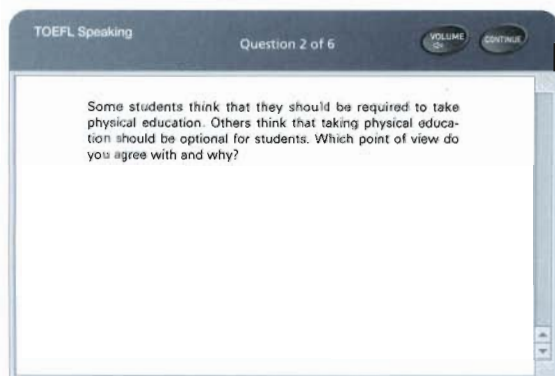 TOEFL Speaking
Question 2 of 6
VOLUME
CONTINUE
Some students think that they should be required to take
physical education. Others think that taking physical educa-
tion should be optional for students. Which point of view do
you agree with and why?